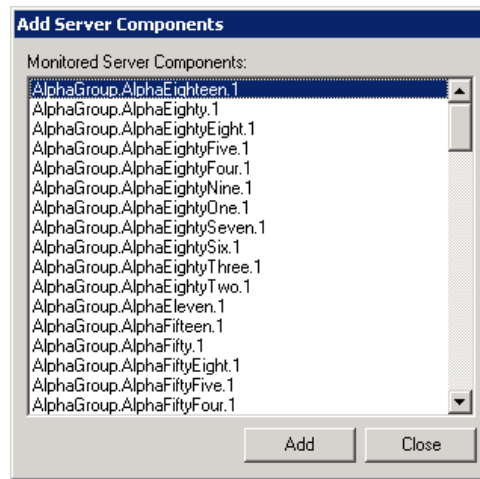 Add Server Components
Monitored Server Components:
AlphaGroup.AlphaEighteen.1
AlphaGroup.AlphaEighty.1
AlphaGroup.AlphaEightyEight.1
AlphaGroup.AlphaEightyFive.1
AlphaGroup.AlphaEightyFour.1
AlphaGroup.AlphaEightyNine.1
AlphaGroup.AlphaEightyOne.1
AlphaGroup.AlphaEightySeven.1
AlphaGroup.AlphaEightySix.1
AlphaGroup.AlphaEightyThree.1
AlphaGroup.AlphaEightyTwo.1
AlphaGroup.AlphaEleven.1
AlphaGroup.AlphaFifteen.1
AlphaGroup.AlphaFifty.1
AlphaGroup.AlphaFiftyEight.1
AlphaGroup.AlphaFiftyFive.1
AlphaGroup.AlphaFiftyFour.1
Add Close